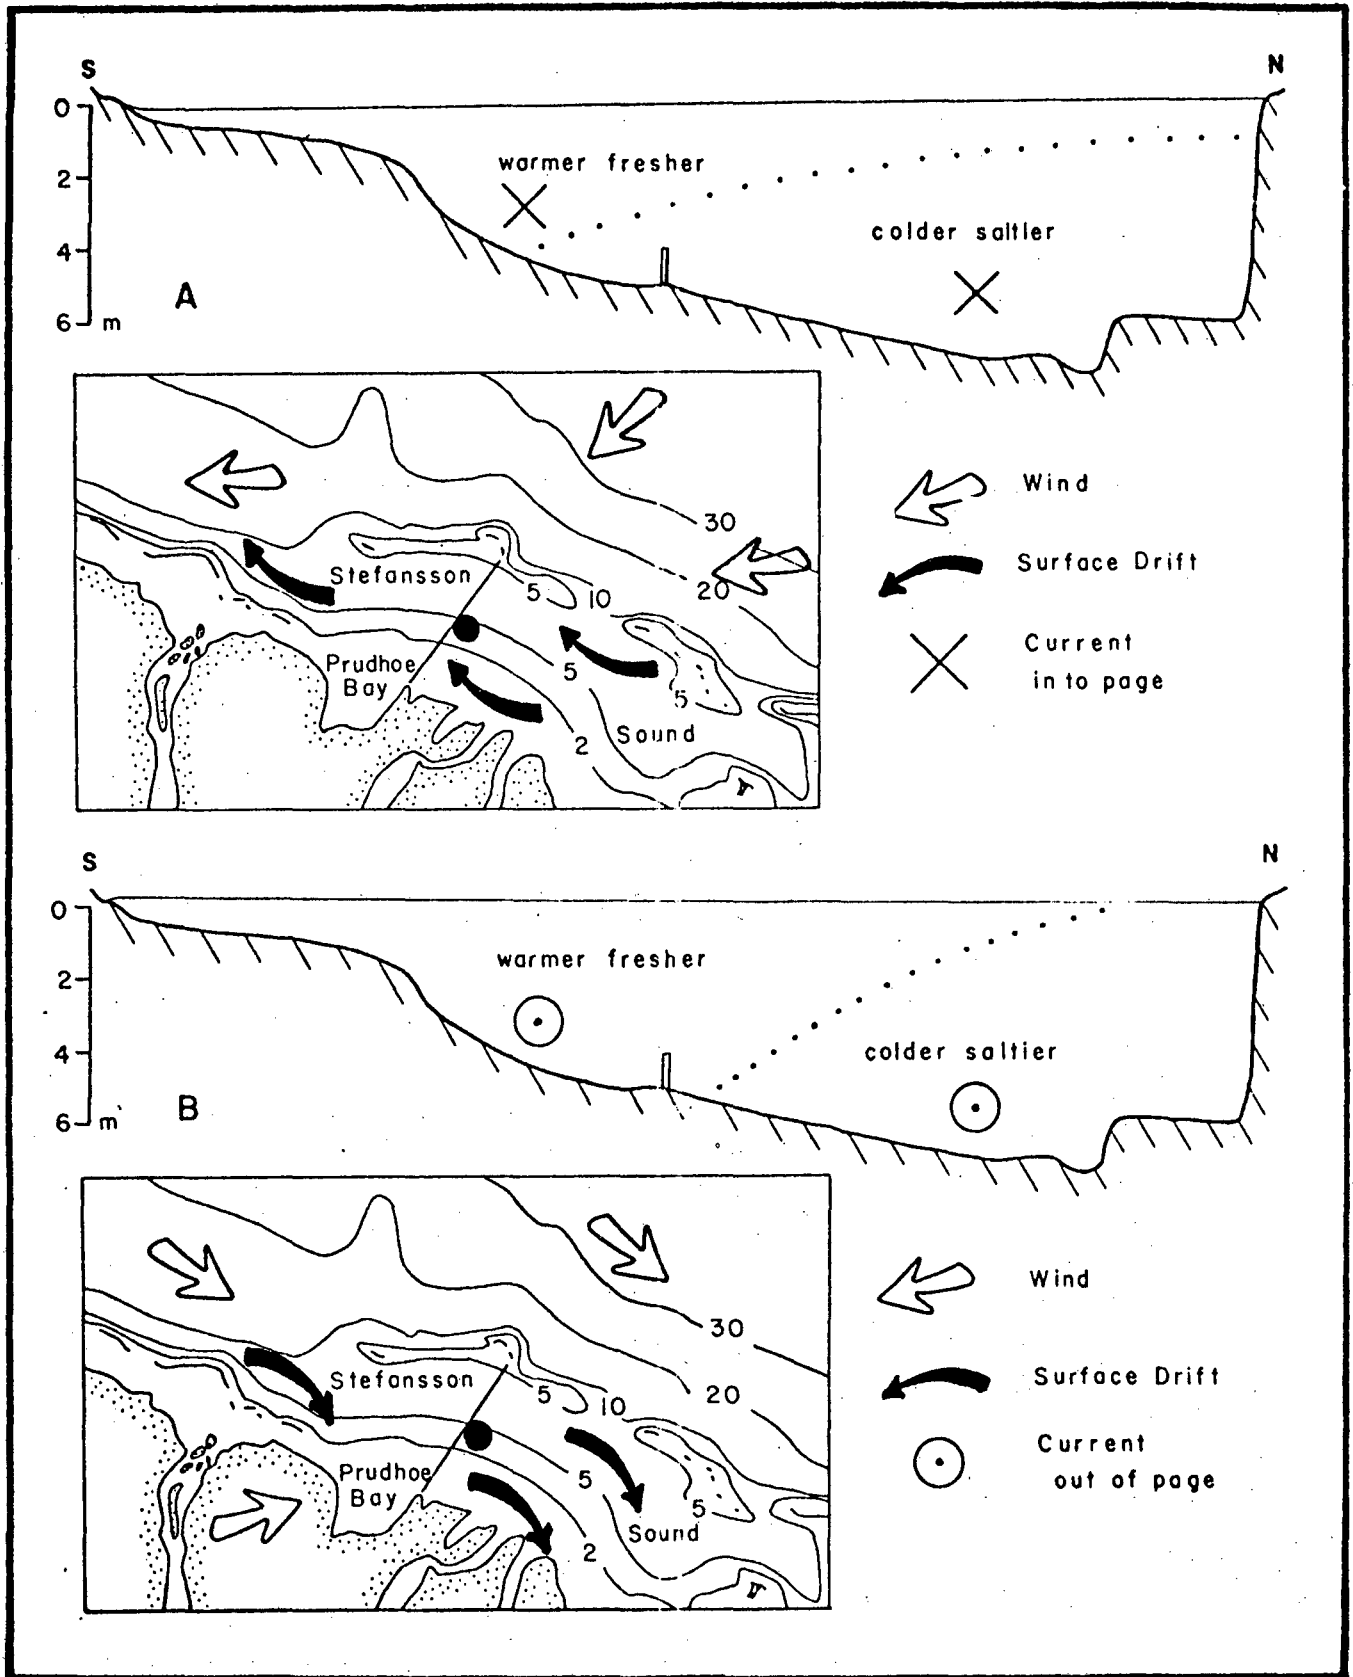 S
N
0
2
4
6 m
warmer fresher
colder saltier
A
30
20
10
5
Stefansson
Prudhoe
Bay
5
5
Sound
2
Wind
Surface Drift
Current
in to page
S
N
0
2
4
6 m
warmer fresher
colder saltier
B
30
20
10
5
Stefansson
Prudhoe
Bay
5
5
Sound
2
Wind
Surface Drift
Current
out of page